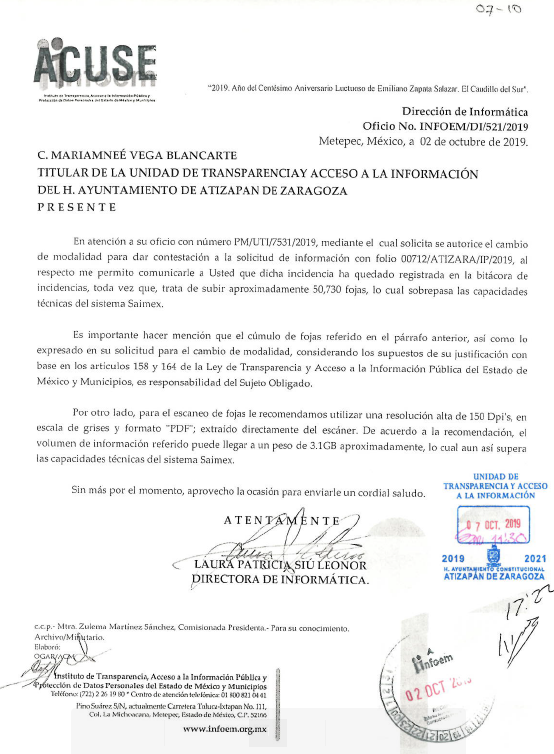 07-10
ACUSE
infoem
Instituto de Transparencia, Acceso a la Información Pública y
Protección de Datos Personales del Estado de México y Municipios
"2019. Año del Centésimo Aniversario Luctuoso de Emiliano Zapata Salazar. El Caudillo del Sur".
Dirección de Informática
Oficio No. INFOEM/DI/521/2019
Metepec, México, a 02 de octubre de 2019.
C. MARIAMNEÉ VEGA BLANCARTE
TITULAR DE LA UNIDAD DE TRANSPARENCIAY ACCESO A LA INFORMACIÓN
DEL H. AYUNTAMIENTO DE ATIZAPAN DE ZARAGOZA
P R E S E N T E
En atención a su oficio con número PM/UTI/7531/2019, mediante el cual solicita se autorice el cambio
de modalidad para dar contestación a la solicitud de información con folio 00712/ATIZARA/IP/2019, al
respecto me permito comunicarle a Usted que dicha incidencia ha quedado registrada en la bitácora de
incidencias, toda vez que, trata de subir aproximadamente 50,730 fojas, lo cual sobrepasa las capacidades
técnicas del sistema Saimex.
Es importante hacer mención que el cúmulo de fojas referido en el párrafo anterior, así como lo
expresado en su solicitud para el cambio de modalidad, considerando los supuestos de su justificación con
base en los artículos 158 y 164 de la Ley de Transparencia y Acceso a la Información Pública del Estado de
México y Municipios, es responsabilidad del Sujeto Obligado.
Por otro lado, para el escaneo de fojas le recomendamos utilizar una resolución alta de 150 Dpi's, en
escala de grises y formato "PDF"; extraído directamente del escáner. De acuerdo a la recomendación, el
volumen de información referido puede llegar a un peso de 3.1GB aproximadamente, lo cual aun así supera
las capacidades técnicas del sistema Saimex.
Sin más por el momento, aprovecho la ocasión para enviarle un cordial saludo.
UNIDAD DE
TRANSPARENCIA Y ACCESO
A LA INFORMACIÓN
07 OCT. 2019
11:30
2019 2021
H. AYUNTAMIENTO CONSTITUCIONAL
ATIZAPÁN DE ZARAGOZA
A T E N T A M E N T E
LAURA PATRICIA SIÚ LEONOR
DIRECTORA DE INFORMÁTICA.
17:22
c.c.p.- Mtra. Zulema Martínez Sánchez, Comisionada Presidenta.- Para su conocimiento.
Archivo/Minutario.
Elaboró:
OGAR/ACM
infoem
02 OCT 2019
Instituto de Transparencia, Acceso a la Información Pública y
Protección de Datos Personales del Estado de México y Municipios
Teléfono: (722) 2 26 19 80 * Centro de atención telefónica: 01 800 821 04 41
Pino Suárez S/N, actualmente Carretera Toluca-Ixtapan No. 111,
Col. La Michoacana, Metepec, Estado de México, C.P. 52166
www.infoem.org.mx